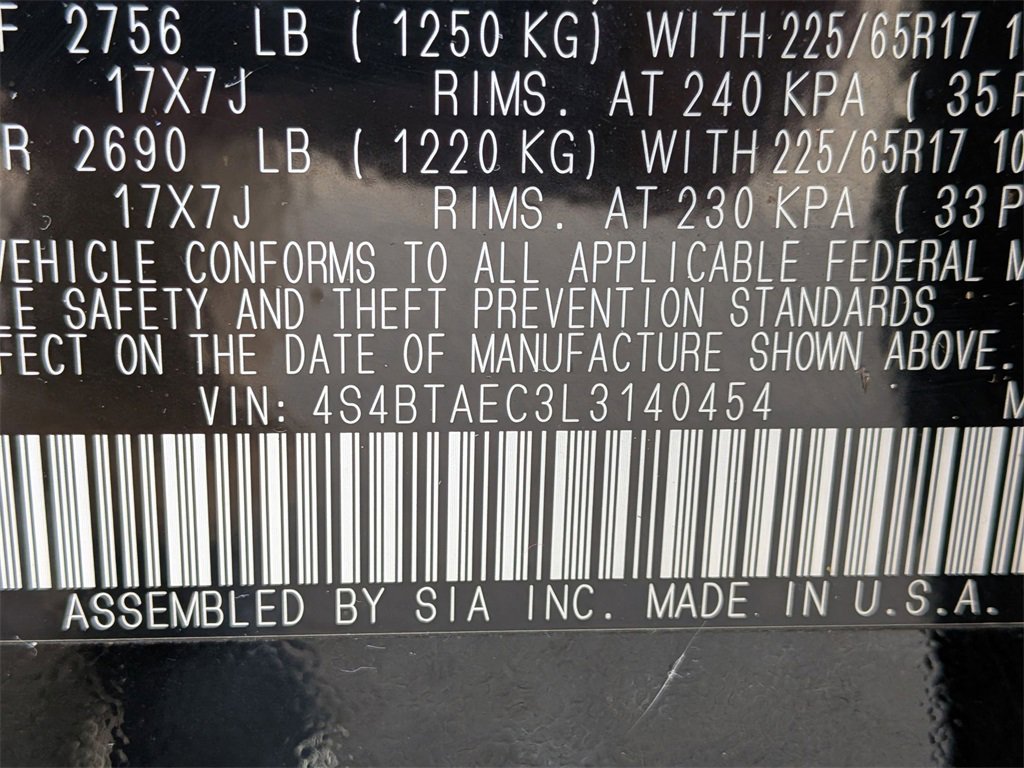 F 2756 LB ( 1250 KG) WITH 225/65R17 1
17X7J RIMS. AT 240 KPA ( 35
R 2690 LB ( 1220 KG) WITH 225/65R17 10
17X7J RIMS. AT 230 KPA ( 33 P
VEHICLE CONFORMS TO ALL APPLICABLE FEDERAL M
LE SAFETY AND THEFT PREVENTION STANDARDS
FECT ON THE DATE OF MANUFACTURE SHOWN ABOVE.
VIN: 4S4BTAEC3L3140454 M
ASSEMBLED BY SIA INC. MADE IN U.S.A.